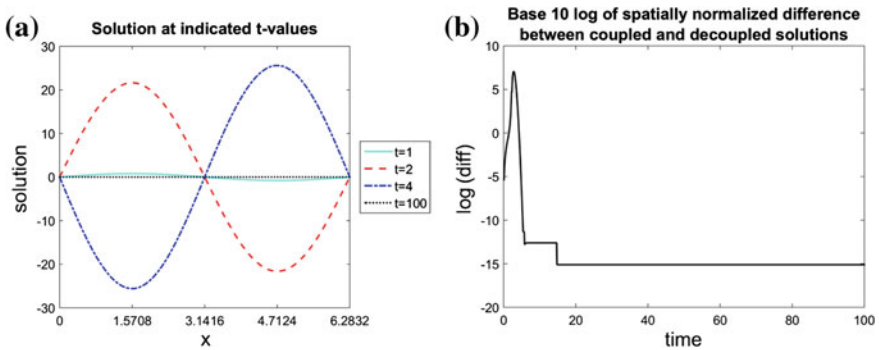 (a)
Solution at indicated t-values
30
20
10
0
-10
-20
-30
solution
0
1.5708
3.1416
4.7124
6.2832
x
t=1
t=2
t=4
t=100
(b)
Base 10 log of spatially normalized difference
between coupled and decoupled solutions
10
5
0
-5
-10
-15
-20
log (diff)
0
20
40
60
80
100
time